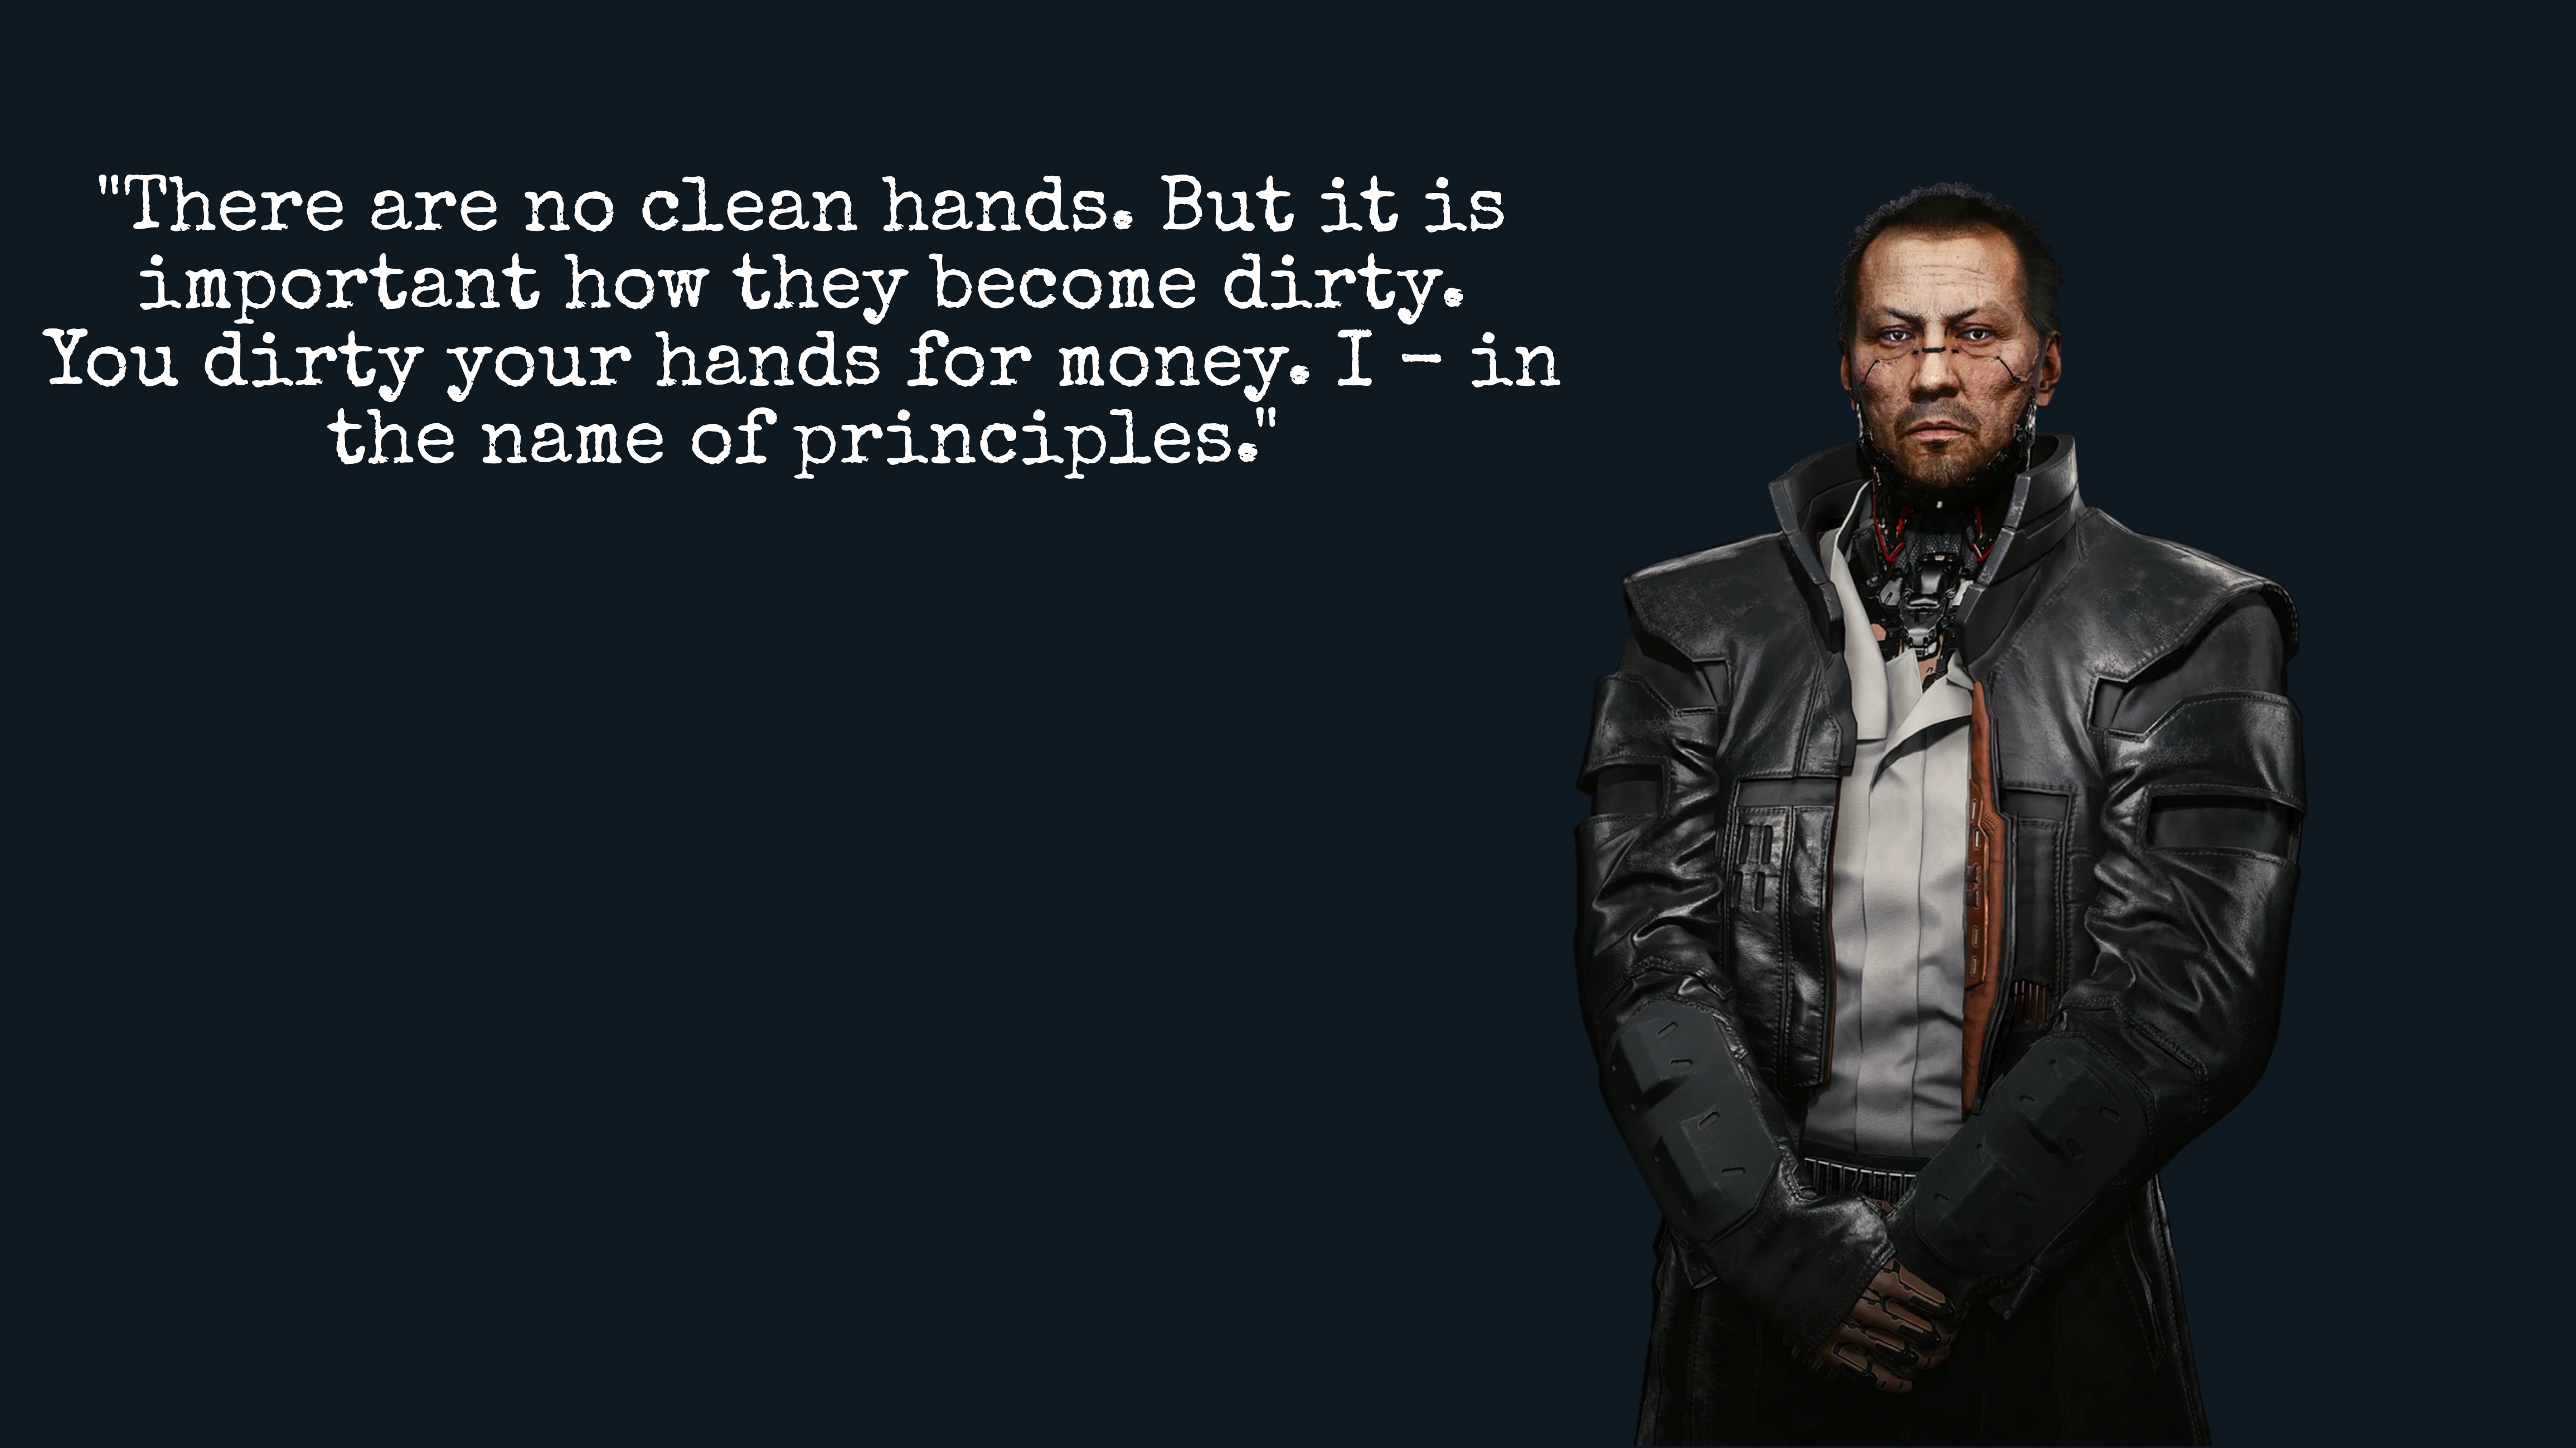 "There are no clean hands. But it is
important how they become dirty.
You dirty your hands for money. I - in
the name of principles."